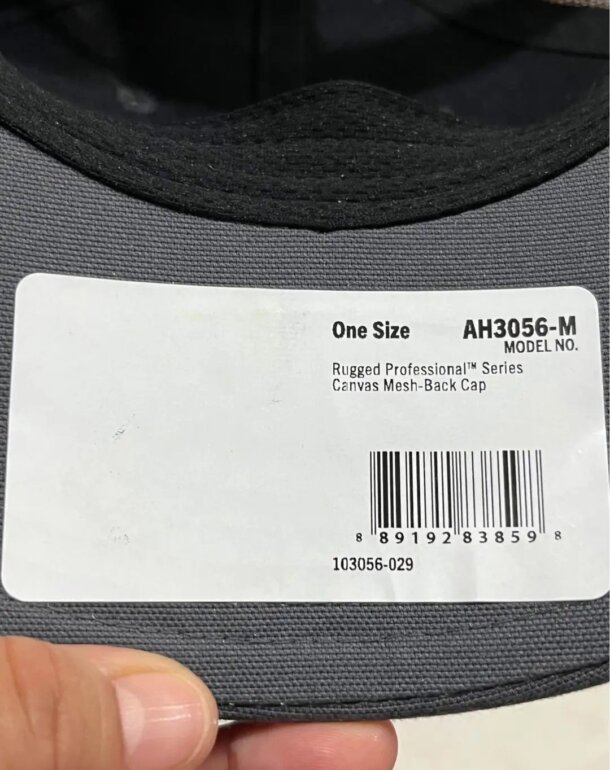 One Size AH3056-M
MODEL NO.
Rugged Professional™ Series
Canvas Mesh-Back Cap
8 89192 83859 8
103056-029